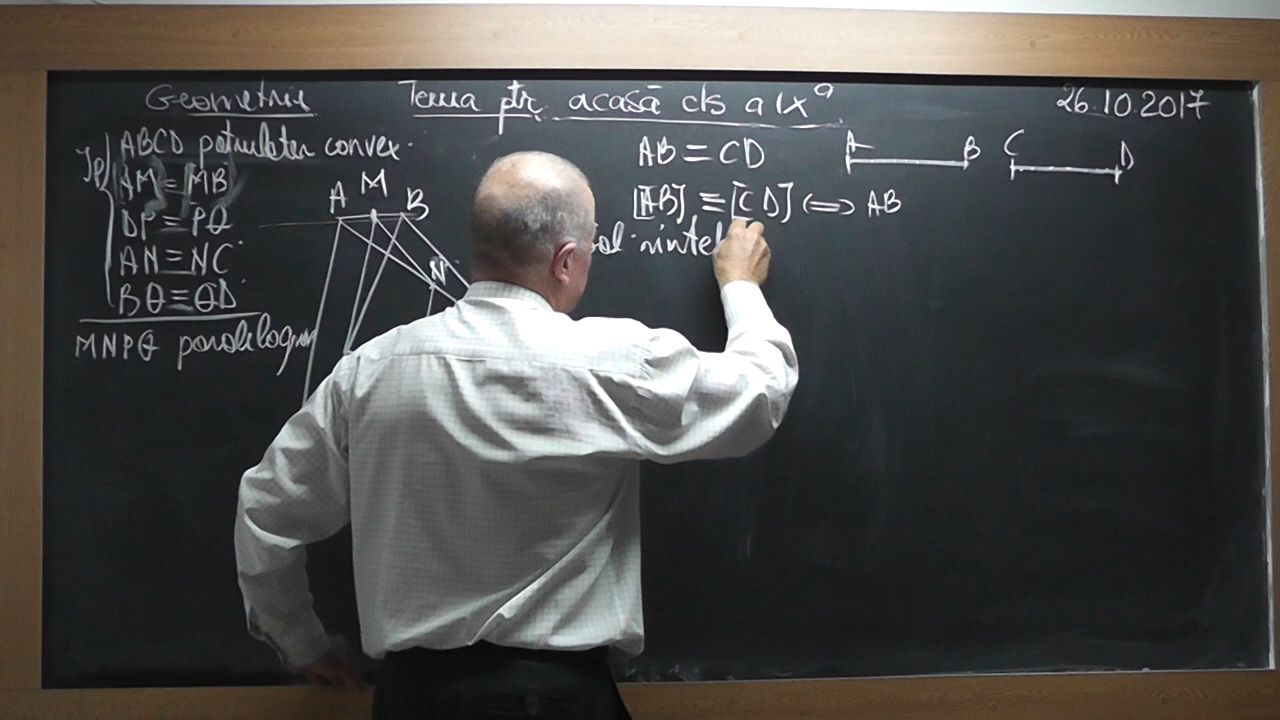 Geometrie
Tema ptr. acasă cls a IX ª
26.10.2017
Ip ABCD patrulater convex.
AM ≡ MB
DP ≡ PQ
AN ≡ NC
BQ ≡ QD
MNPQ paralelogram
A M B
N
AB = CD
A B C D
[AB] ≡ [CD] ⟺ AB